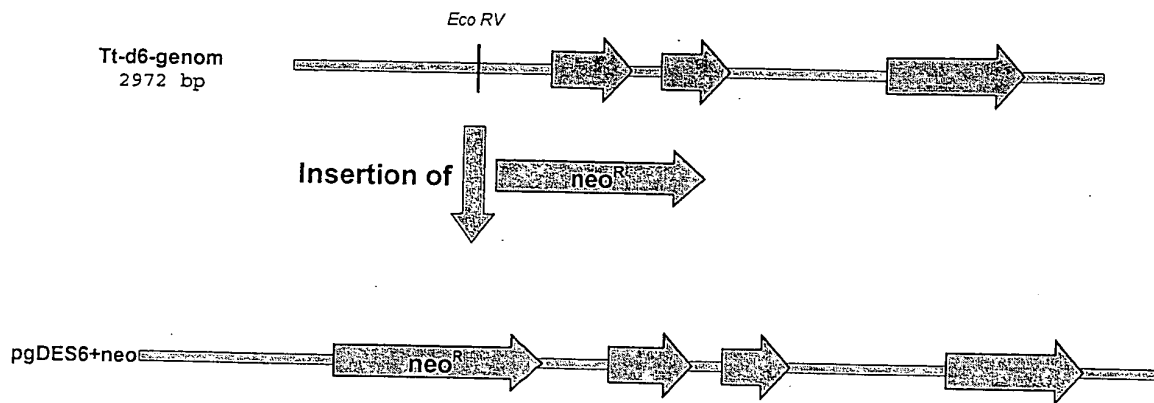 Eco RV
Tt-d6-genom
2972 bp
Insertion of
neoR
pgDES6+neo
neoR